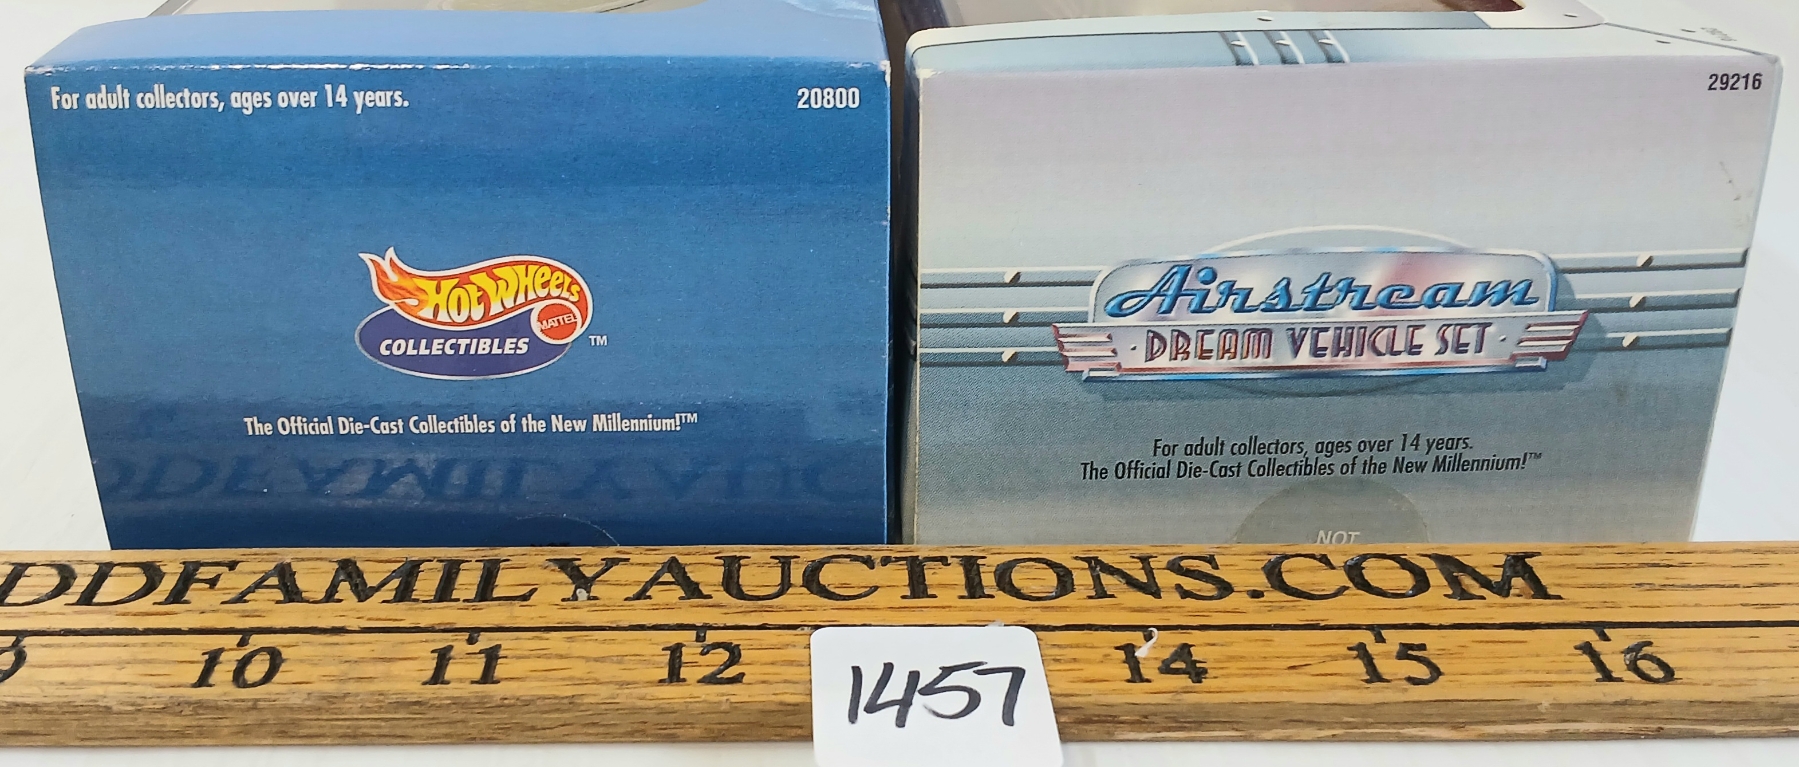 For adult collectors, ages over 14 years.
20800
HOT WHEELS
MATTEL
COLLECTIBLES
TM
The Official Die-Cast Collectibles of the New Millennium!™
29216
Airstream
· DREAM VEHICLE SET ·
For adult collectors, ages over 14 years.
The Official Die-Cast Collectibles of the New Millennium!™
NOT
DDFAMILYAUCTIONS.COM
9 10 11 12 14 15 16
1457